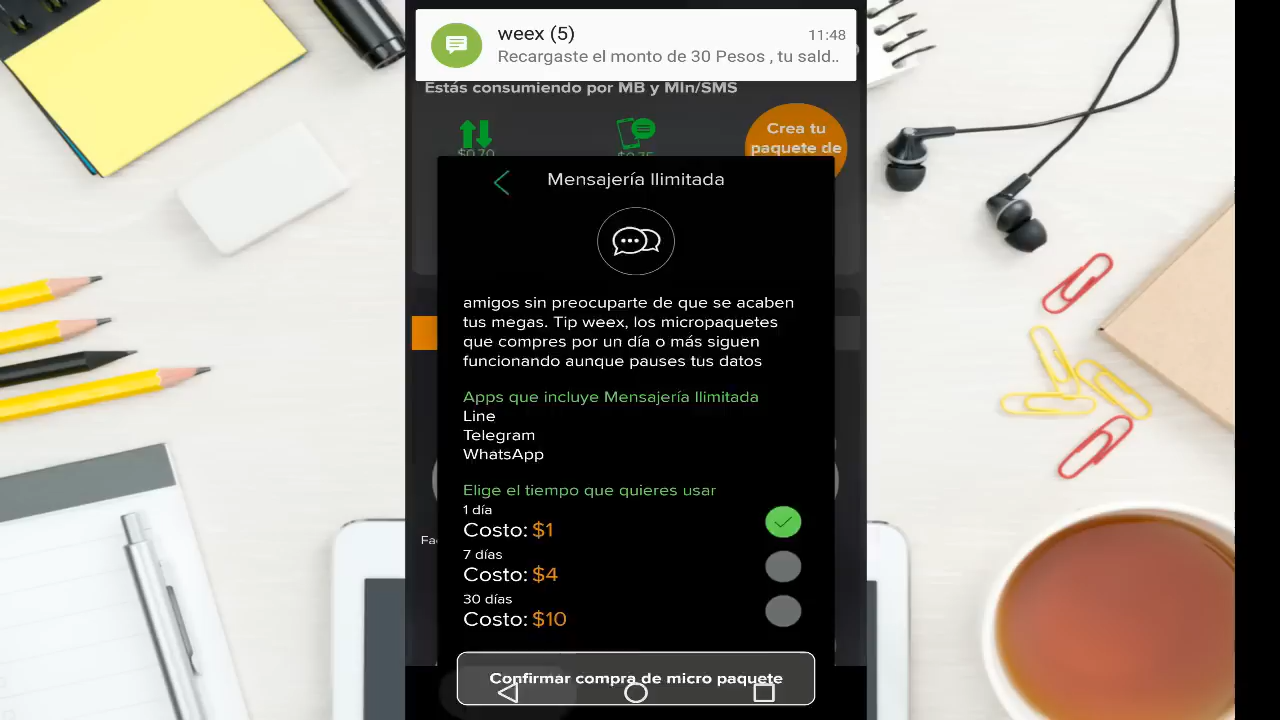 weex (5)
11:48
Recargaste el monto de 30 Pesos , tu sald..
Estás consumiendo por MB y MIn/SMS
$0.70
Crea tu
paquete de
Mensajería Ilimitada
amigos sin preocuparte de que se acaben
tus megas. Tip weex, los micropaquetes
que compres por un día o más siguen
funcionando aunque pauses tus datos
Apps que incluye Mensajería Ilimitada
Line
Telegram
WhatsApp
Elige el tiempo que quieres usar
1 día
Costo: $1
7 días
Costo: $4
30 días
Costo: $10
Confirmar compra de micro paquete